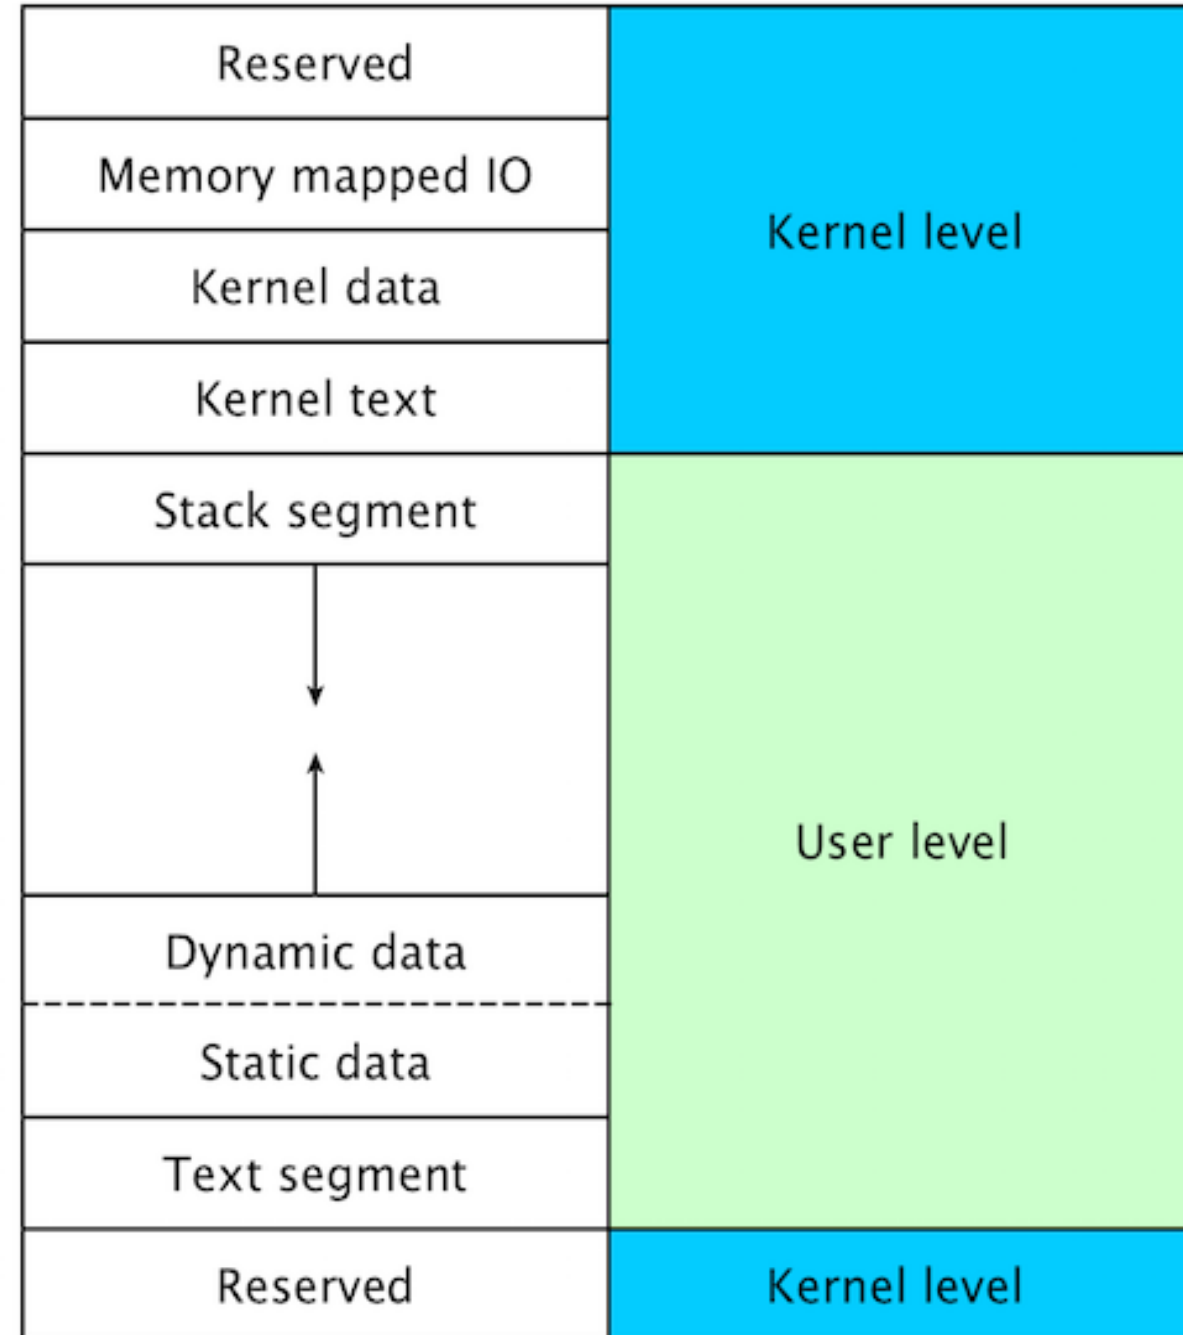 Reserved
Memory mapped IO
Kernel data
Kernel text
Kernel level
Stack segment
Dynamic data
Static data
Text segment
User level
Reserved
Kernel level